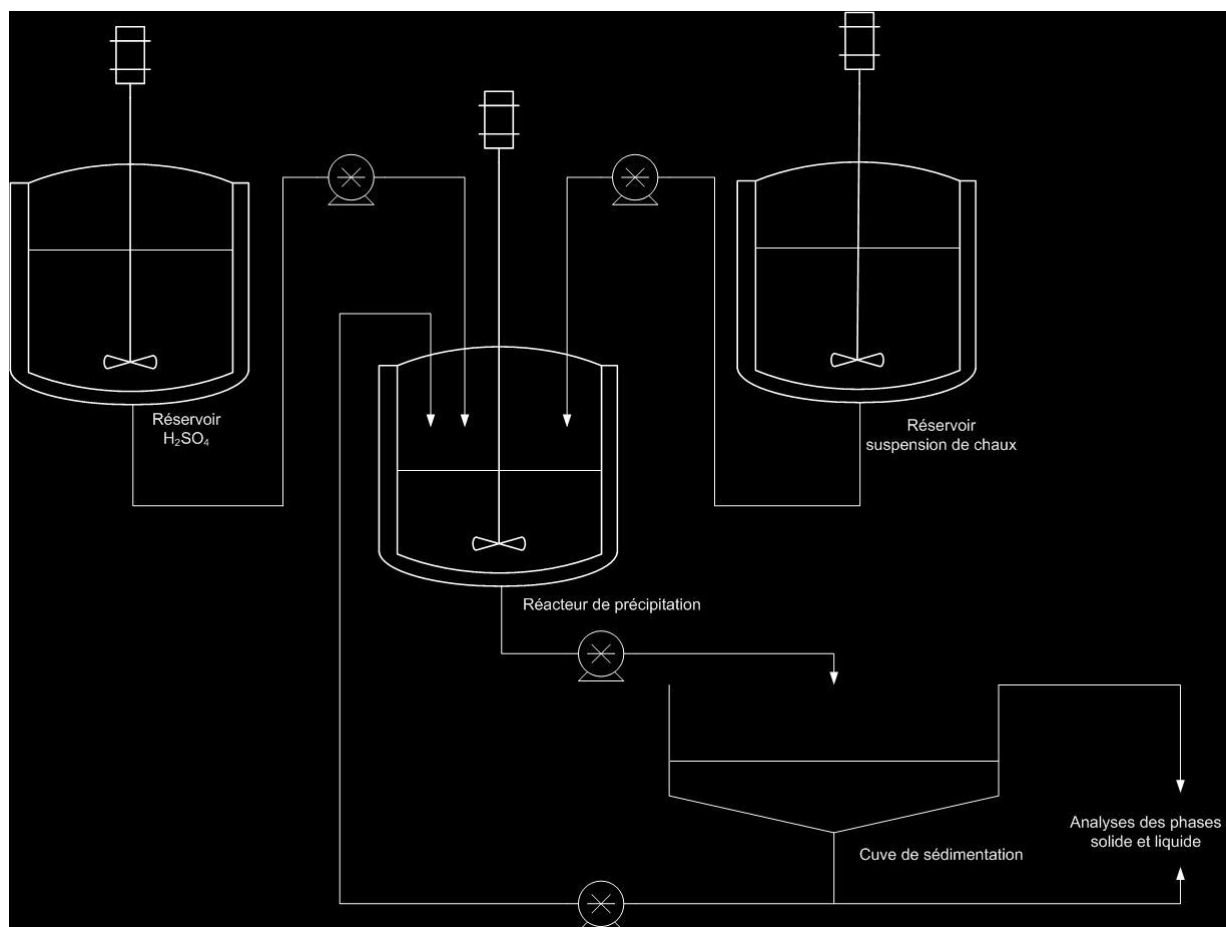 Réservoir
H₂SO₄
Réservoir
suspension de chaux
Réacteur de précipitation
Cuve de sédimentation
Analyses des phases
solide et liquide